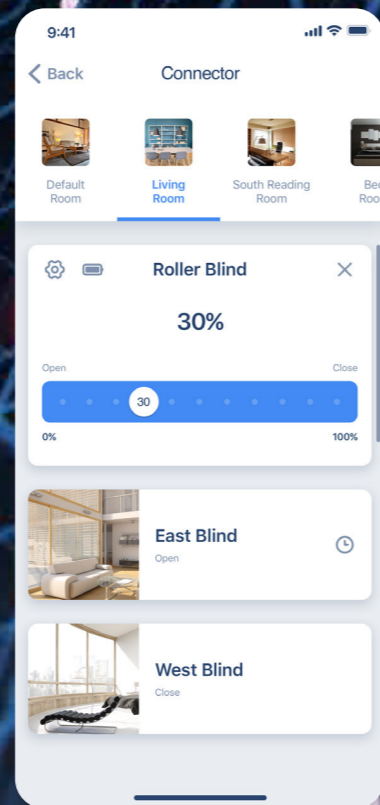 9:41
Back
Connector
Default
Room
Living
Room
South Reading
Room
Roller Blind
30%
Open
Close
30
0%
100%
East Blind
Open
West Blind
Close